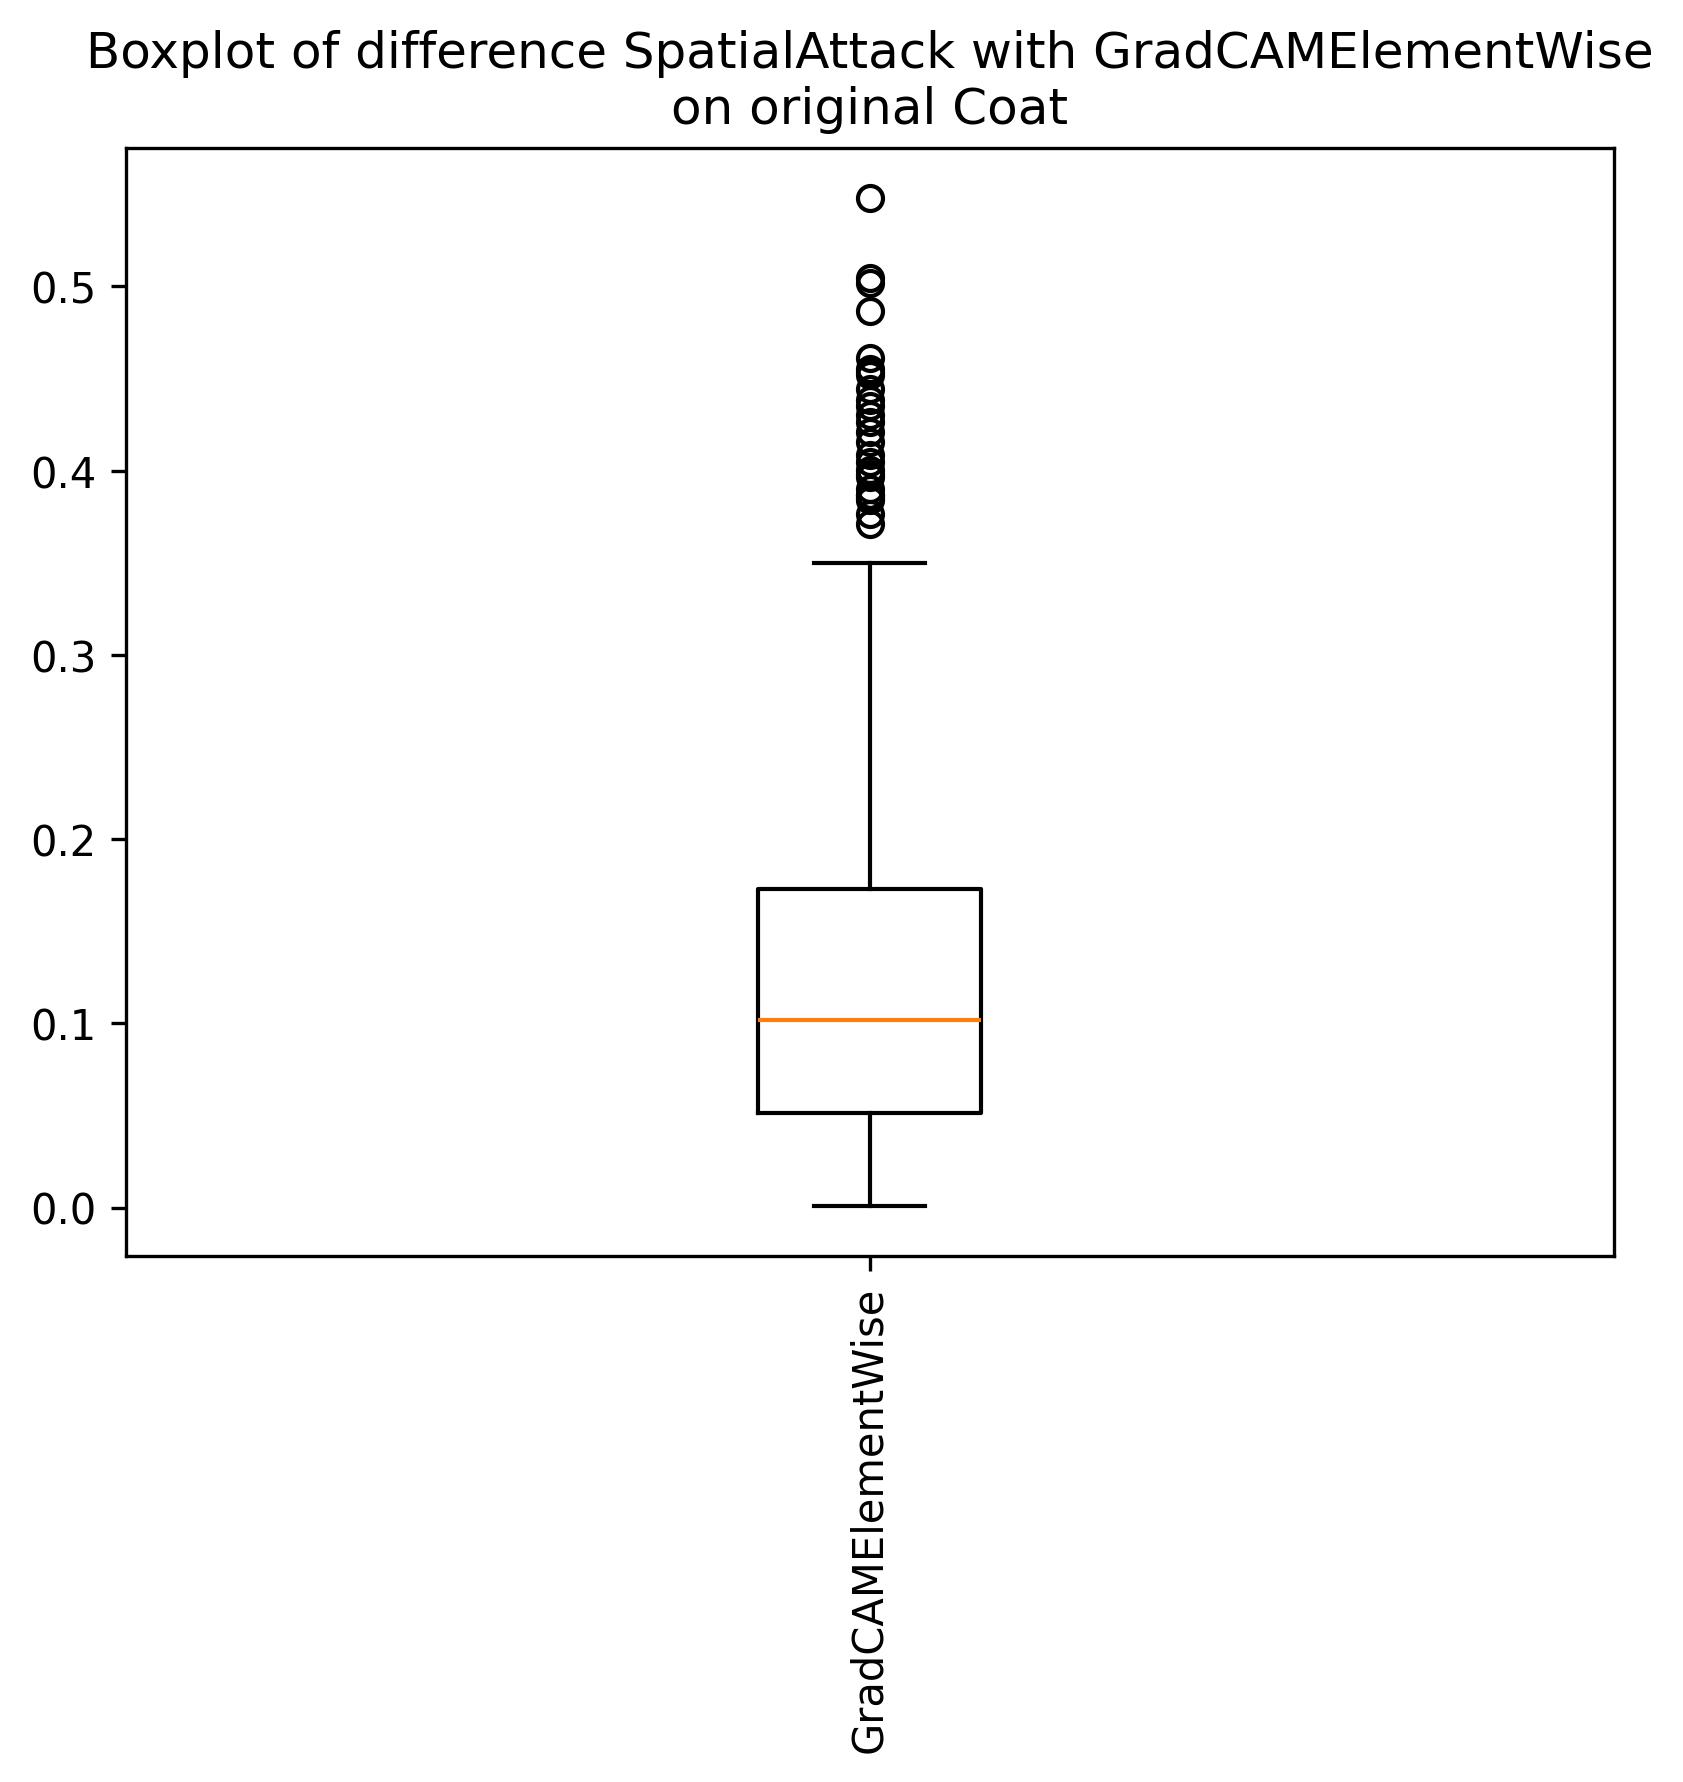 Boxplot of difference SpatialAttack with GradCAMElementWise
on original Coat
0.5
0.4
0.3
0.2
0.1
0.0
GradCAMElementWise